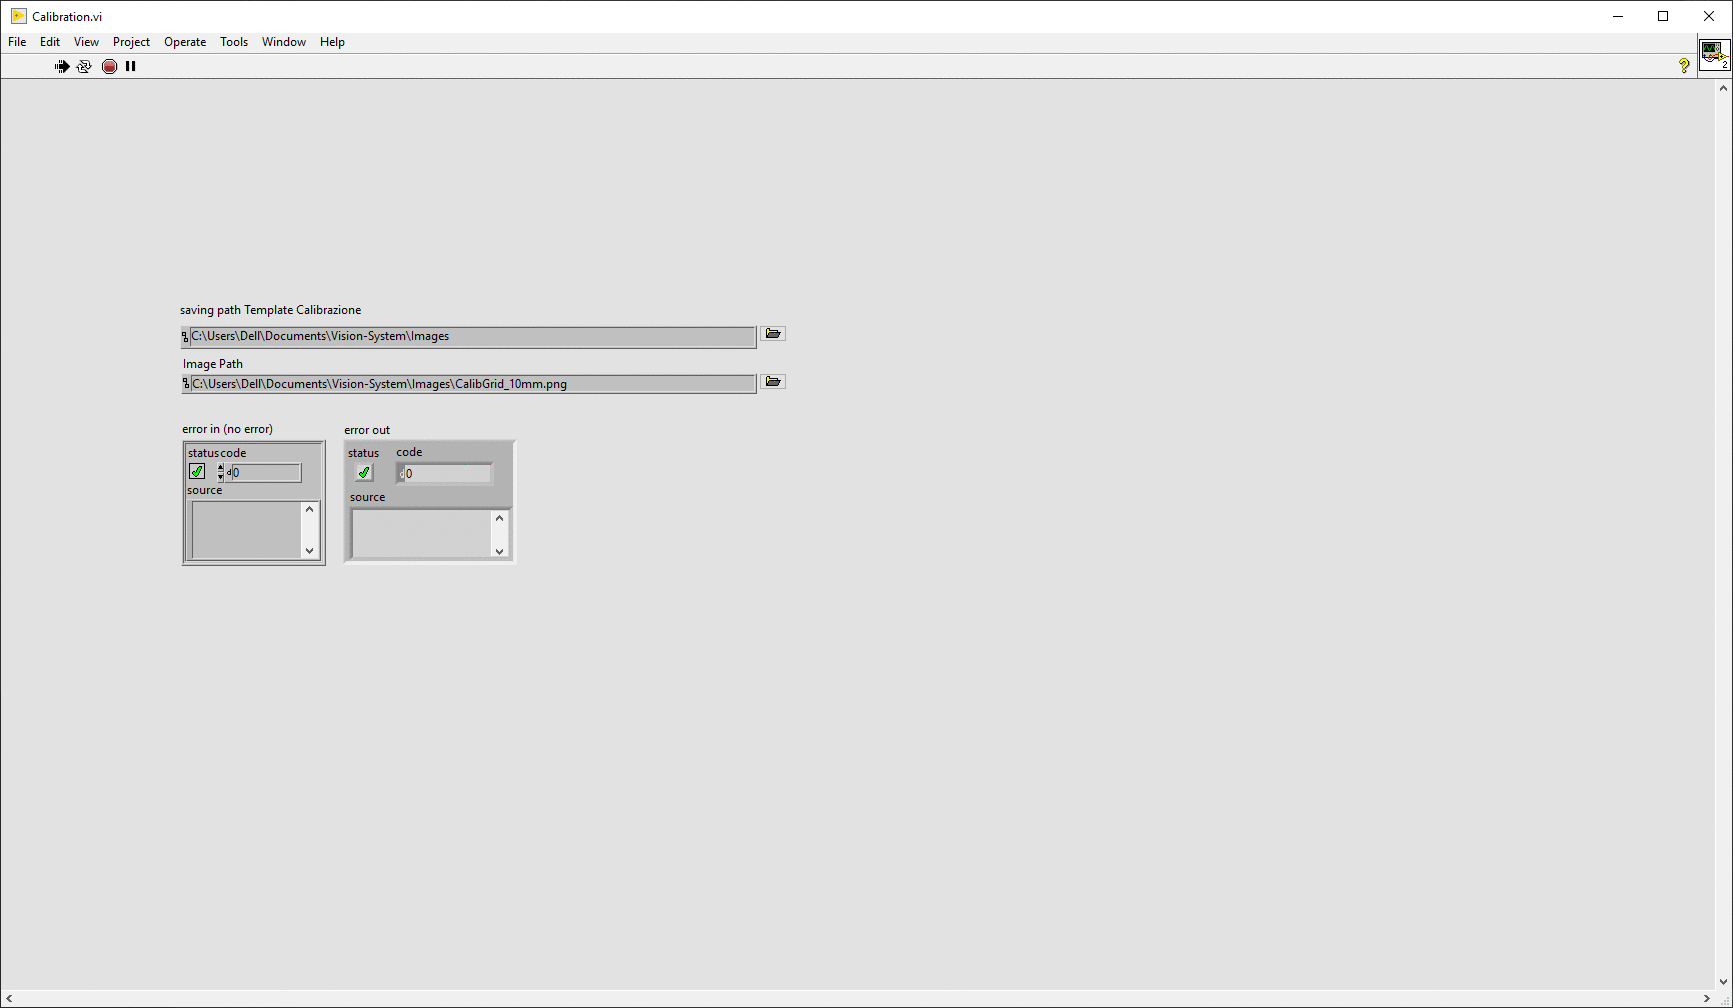 Calibration.vi
File Edit View Project Operate Tools Window Help
2
saving path Template Calibrazione
C:\Users\Dell\Documents\Vision-System\Images
Image Path
C:\Users\Dell\Documents\Vision-System\Images\CalibGrid_10mm.png
error in (no error)
status code
d 0
source
error out
status code
d 0
source